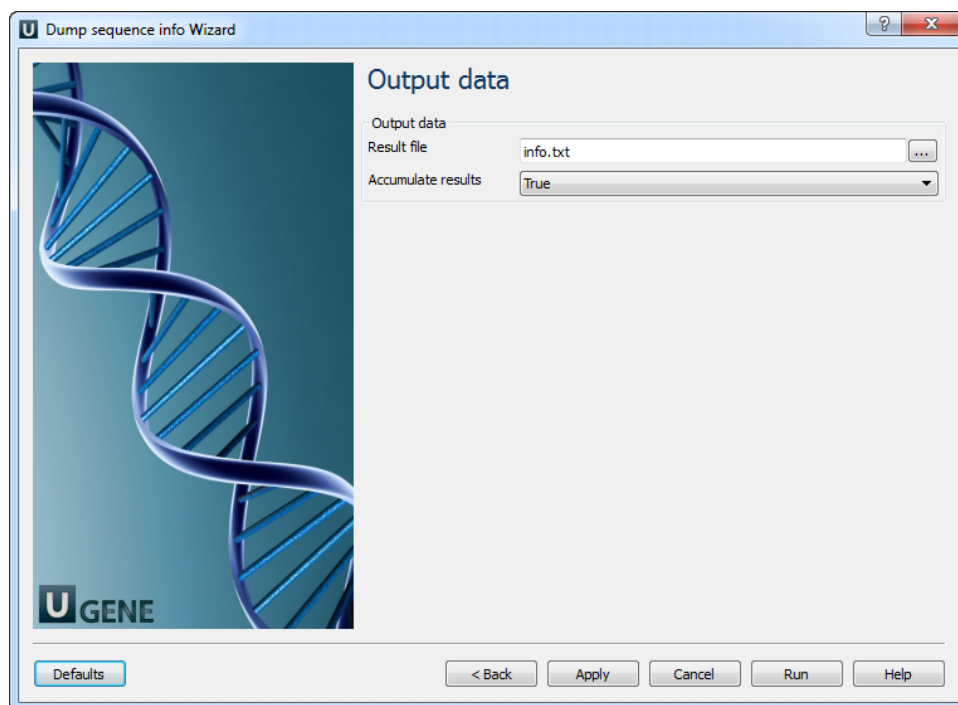 U Dump sequence info Wizard
? X
Output data
Output data
Result file info.txt ...
Accumulate results True
U GENE
Defaults < Back Apply Cancel Run Help